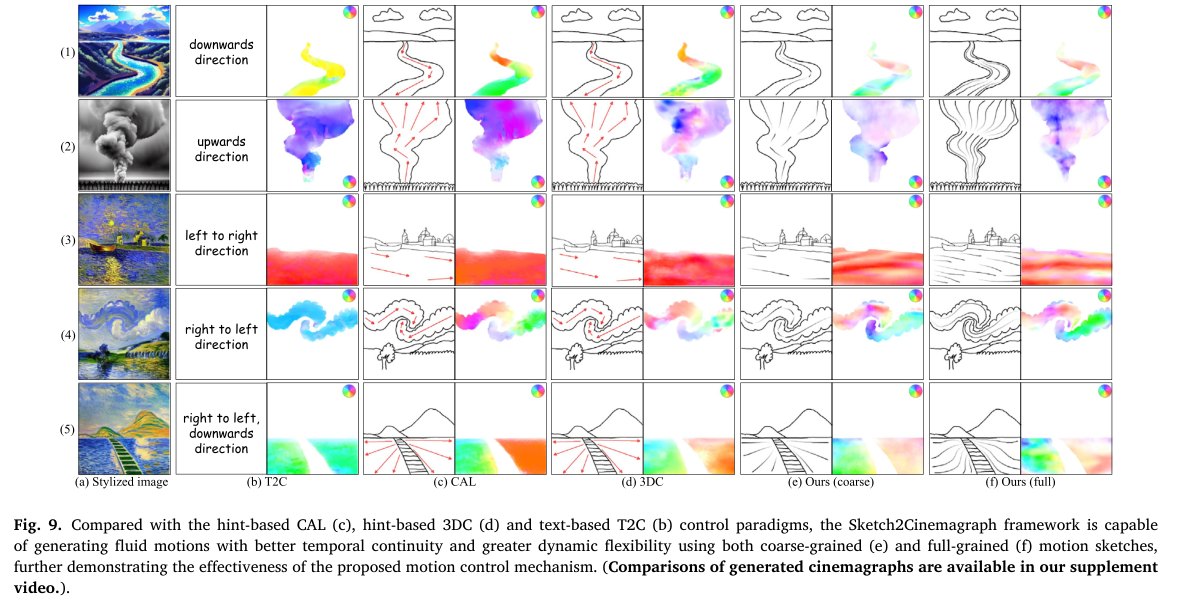 (1)
downwards
direction
(2)
upwards
direction
(3)
left to right
direction
(4)
right to left
direction
(5)
right to left,
downwards
direction
(a) Stylized image
(b) T2C
(c) CAL
(d) 3DC
(e) Ours (coarse)
(f) Ours (full)
Fig. 9. Compared with the hint-based CAL (c), hint-based 3DC (d) and text-based T2C (b) control paradigms, the Sketch2Cinemagraph framework is capable
of generating fluid motions with better temporal continuity and greater dynamic flexibility using both coarse-grained (e) and full-grained (f) motion sketches,
further demonstrating the effectiveness of the proposed motion control mechanism. (Comparisons of generated cinemagraphs are available in our supplement
video.).